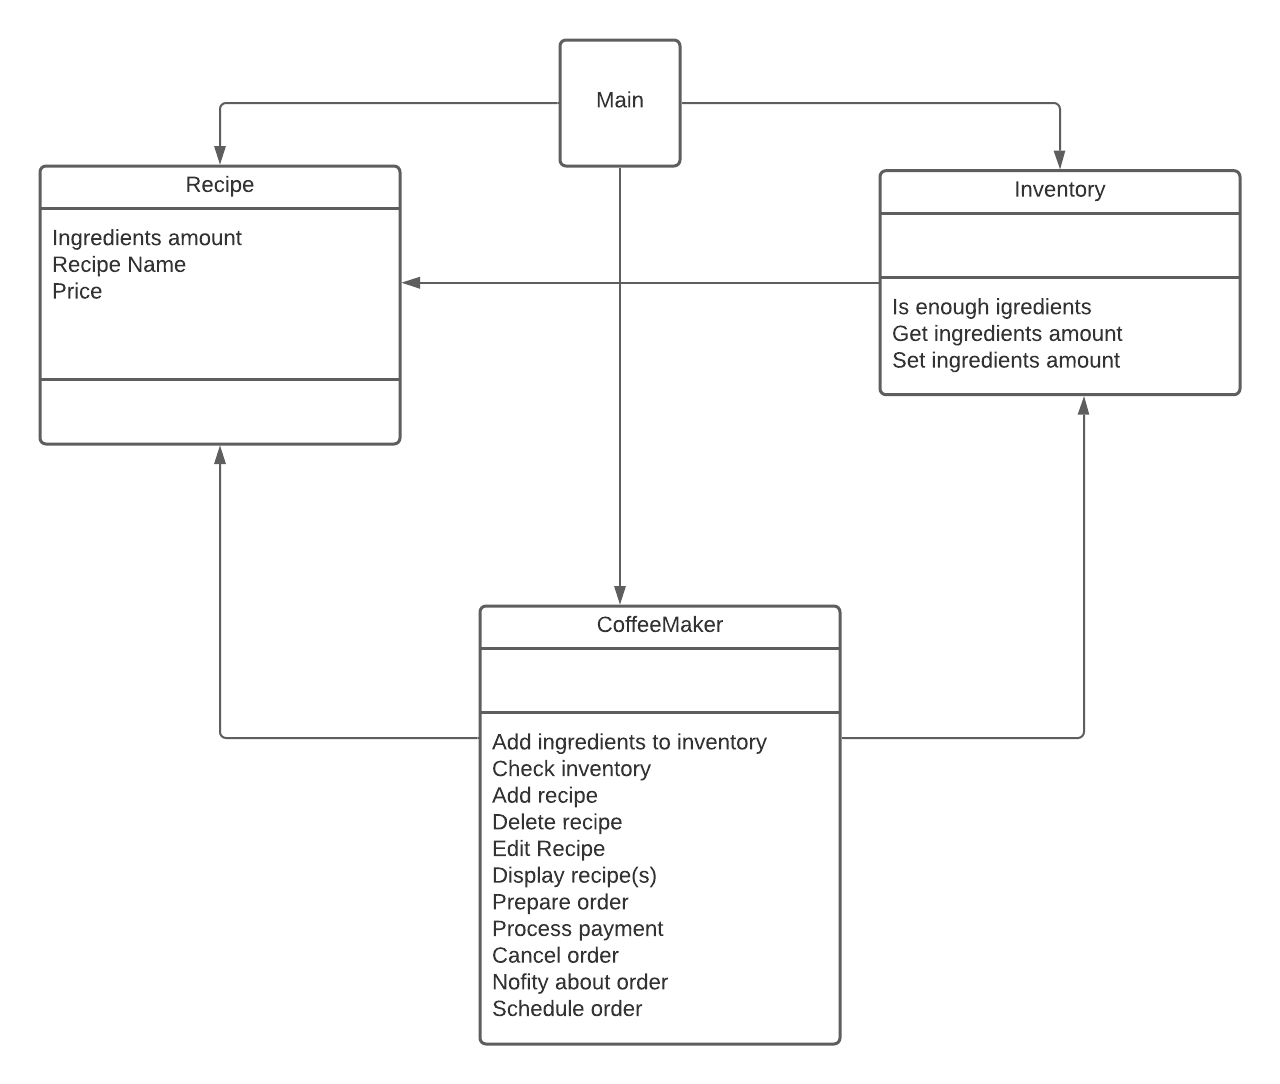 Main
Recipe
Ingredients amount
Recipe Name
Price
Inventory
Is enough igredients
Get ingredients amount
Set ingredients amount
CoffeeMaker
Add ingredients to inventory
Check inventory
Add recipe
Delete recipe
Edit Recipe
Display recipe(s)
Prepare order
Process payment
Cancel order
Nofity about order
Schedule order